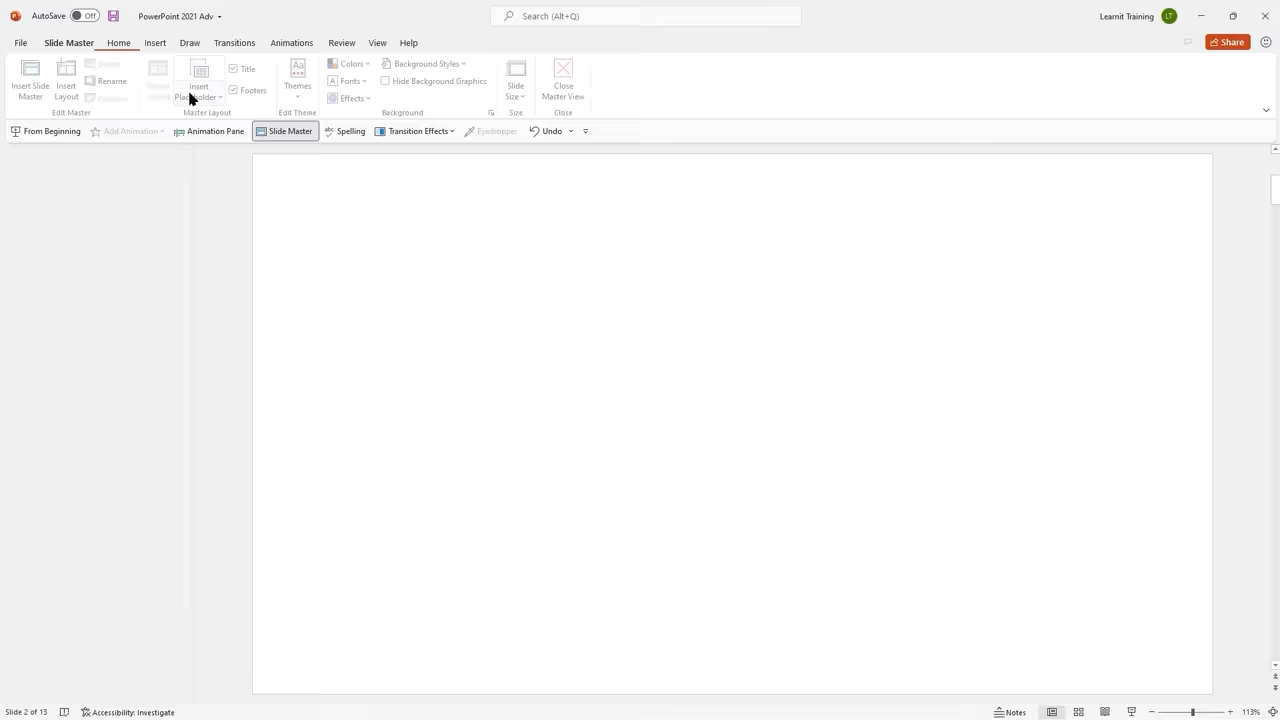 AutoSave Off PowerPoint 2021 Adv Search (Alt+Q) Learnit Training LT
File Slide Master Home Insert Draw Transitions Animations Review View Help Share
Insert Slide Master
Insert Layout
Delete
Rename
Preserve
Insert Placeholder
Title
Footers
Themes
Colors
Fonts
Effects
Background Styles
Hide Background Graphics
Slide Size
Close Master View
Edit Master Master Layout Edit Theme Background Size Close
From Beginning Add Animation Animation Pane Slide Master Spelling Transition Effects Eyedropper Undo
Slide 2 of 13 Accessibility: Investigate Notes 113%